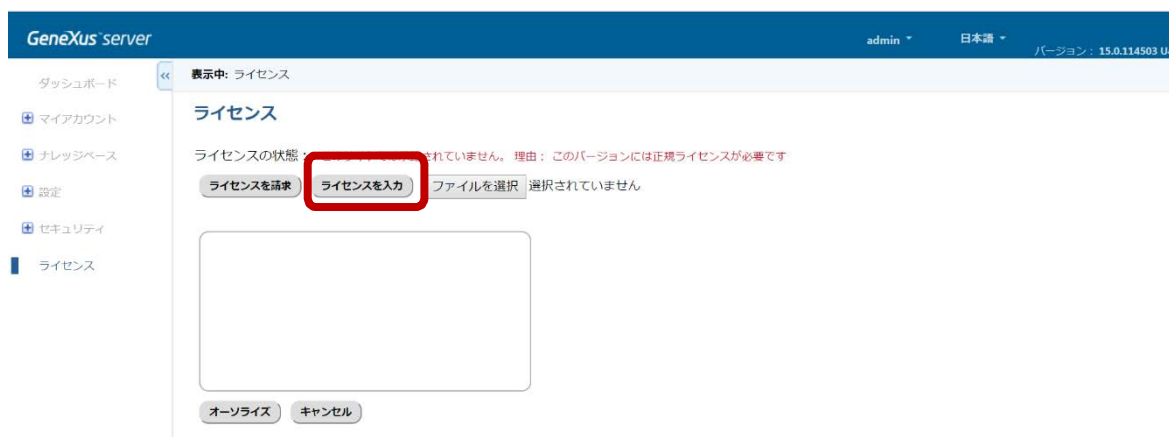 GeneXus server
admin
日本語
バージョン： 15.0.114503
ダッシュボード
表示中: ライセンス
マイアカウント
ライセンス
ナレッジベース
ライセンスの状態： されていません。 理由： このバージョンには正規ライセンスが必要です
設定
ライセンスを請求
ライセンスを入力
ファイルを選択
選択されていません
セキュリティ
ライセンス
オーソライズ
キャンセル